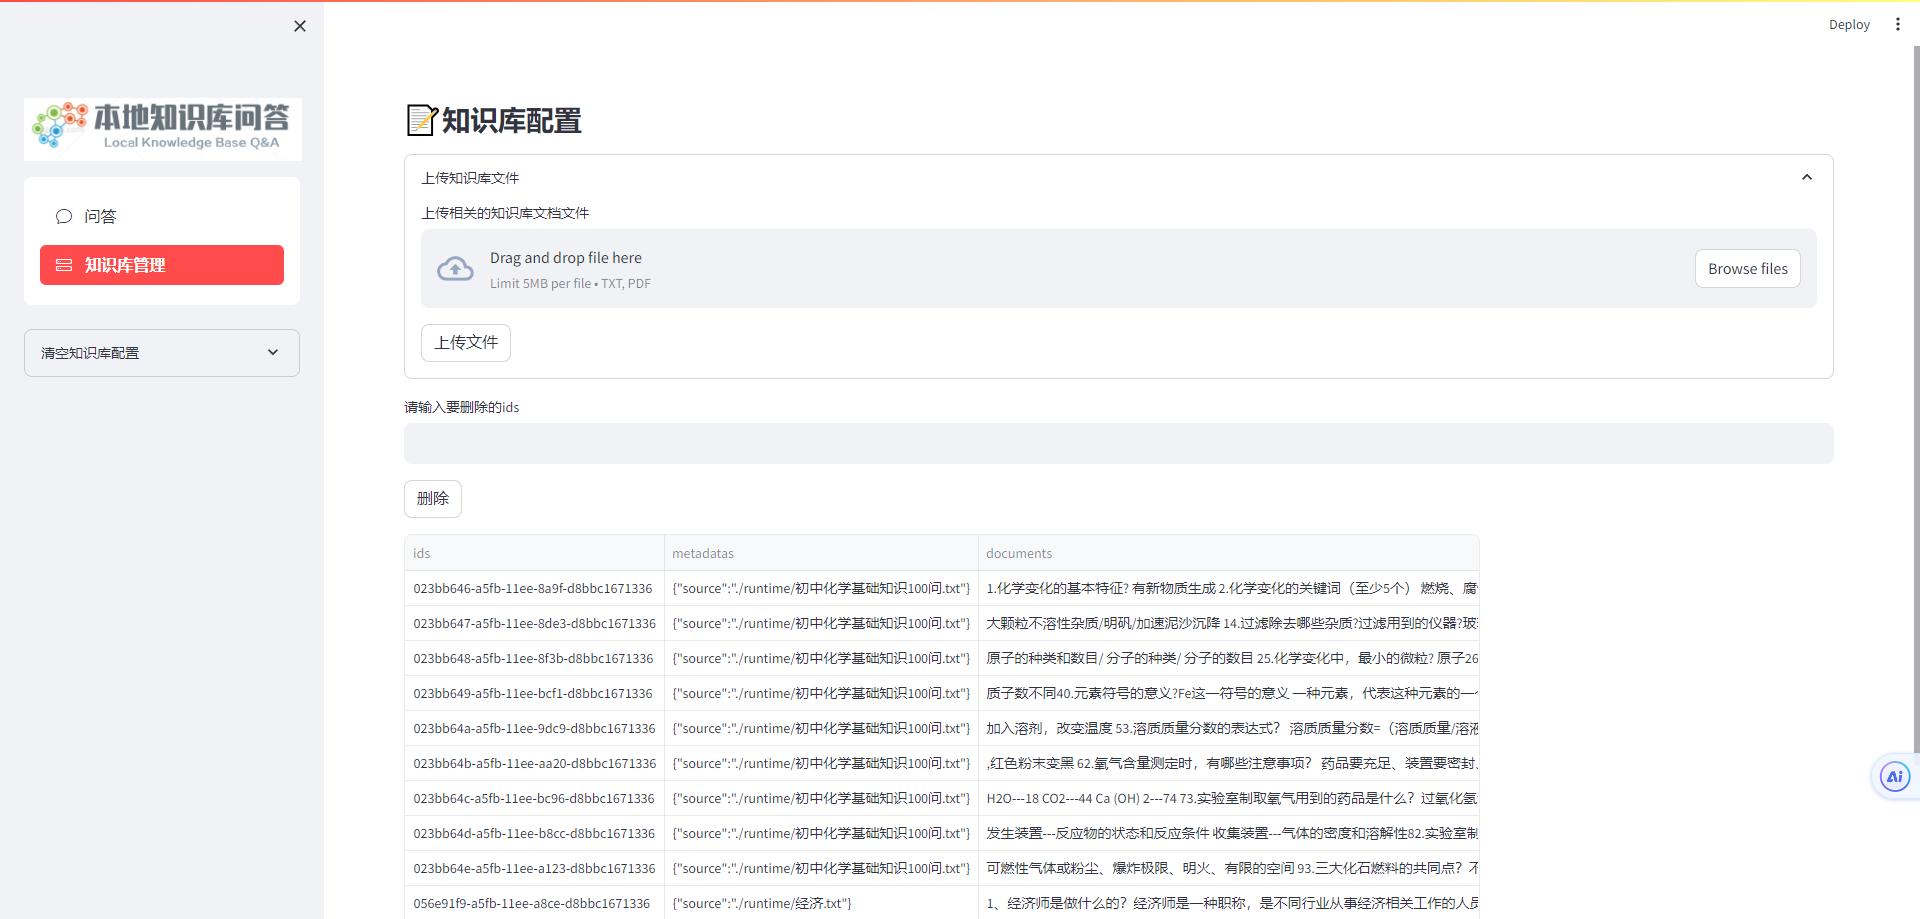 Deploy
本地知识库问答
Local Knowledge Base Q&A
问答
知识库管理
清空知识库配置
知识库配置
上传知识库文件
上传相关的知识库文档文件
Drag and drop file here
Limit 5MB per file • TXT, PDF
Browse files
上传文件
请输入要删除的ids
删除
ids metadatas documents
023bb646-a5fb-11ee-8a9f-d8bbc1671336 {"source":"./runtime/初中化学基础知识100问.txt"} 1.化学变化的基本特征? 有新物质生成 2.化学变化的关键词（至少5个） 燃烧、腐
023bb647-a5fb-11ee-8de3-d8bbc1671336 {"source":"./runtime/初中化学基础知识100问.txt"} 大颗粒不溶性杂质/明矾/加速泥沙沉降 14.过滤除去哪些杂质?过滤用到的仪器?玻
023bb648-a5fb-11ee-8f3b-d8bbc1671336 {"source":"./runtime/初中化学基础知识100问.txt"} 原子的种类和数目/ 分子的种类/ 分子的数目 25.化学变化中，最小的微粒? 原子26
023bb649-a5fb-11ee-bcf1-d8bbc1671336 {"source":"./runtime/初中化学基础知识100问.txt"} 质子数不同40.元素符号的意义?Fe这一符号的意义 一种元素，代表这种元素的一
023bb64a-a5fb-11ee-9dc9-d8bbc1671336 {"source":"./runtime/初中化学基础知识100问.txt"} 加入溶剂，改变温度 53.溶质质量分数的表达式？ 溶质质量分数=（溶质质量/溶液
023bb64b-a5fb-11ee-aa20-d8bbc1671336 {"source":"./runtime/初中化学基础知识100问.txt"} ,红色粉末变黑 62.氧气含量测定时，有哪些注意事项？ 药品要充足、装置要密封、
023bb64c-a5fb-11ee-bc96-d8bbc1671336 {"source":"./runtime/初中化学基础知识100问.txt"} H2O---18 CO2---44 Ca (OH) 2---74 73.实验室制取氧气用到的药品是什么？过氧化氢
023bb64d-a5fb-11ee-b8cc-d8bbc1671336 {"source":"./runtime/初中化学基础知识100问.txt"} 发生装置---反应物的状态和反应条件 收集装置---气体的密度和溶解性82.实验室制
023bb64e-a5fb-11ee-a123-d8bbc1671336 {"source":"./runtime/初中化学基础知识100问.txt"} 可燃性气体或粉尘、爆炸极限、明火、有限的空间 93.三大化石燃料的共同点？不
056e91f9-a5fb-11ee-a8ce-d8bbc1671336 {"source":"./runtime/经济.txt"} 1、经济师是做什么的？经济师是一种职称，是不同行业从事经济相关工作的人员
Ai